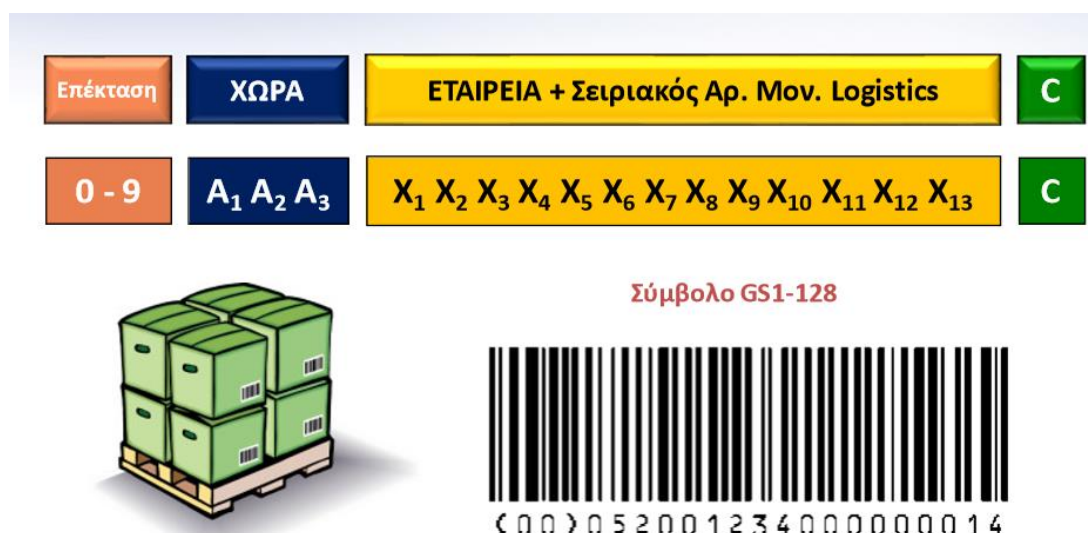 Επέκταση ΧΩΡΑ ΕΤΑΙΡΕΙΑ + Σειριακός Αρ. Μον. Logistics C
0 - 9 A₁ A₂ A₃ X₁ X₂ X₃ X₄ X₅ X₆ X₇ X₈ X₉ X₁₀ X₁₁ X₁₂ X₁₃ C
Σύμβολο GS1-128
(00)052001234000000014